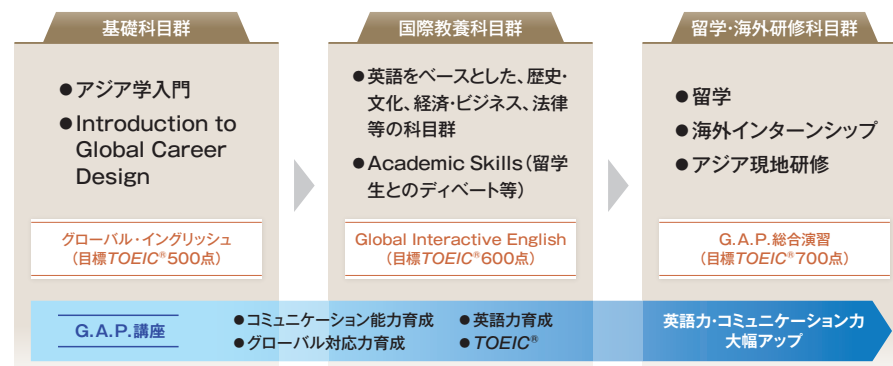 基礎科目群
●アジア学入門
●Introduction to
Global Career
Design
グローバル・イングリッシュ
(目標TOEIC®500点)
国際教養科目群
●英語をベースとした、歴史・
文化、経済・ビジネス、法律
等の科目群
●Academic Skills(留学
生とのディベート等)
Global Interactive English
(目標TOEIC®600点)
留学・海外研修科目群
●留学
●海外インターンシップ
●アジア現地研修
G.A.P.総合演習
(目標TOEIC®700点)
G.A.P.講座
●コミュニケーション能力育成 ●英語力育成
●グローバル対応力育成 ●TOEIC®
英語力・コミュニケーション力
大幅アップ